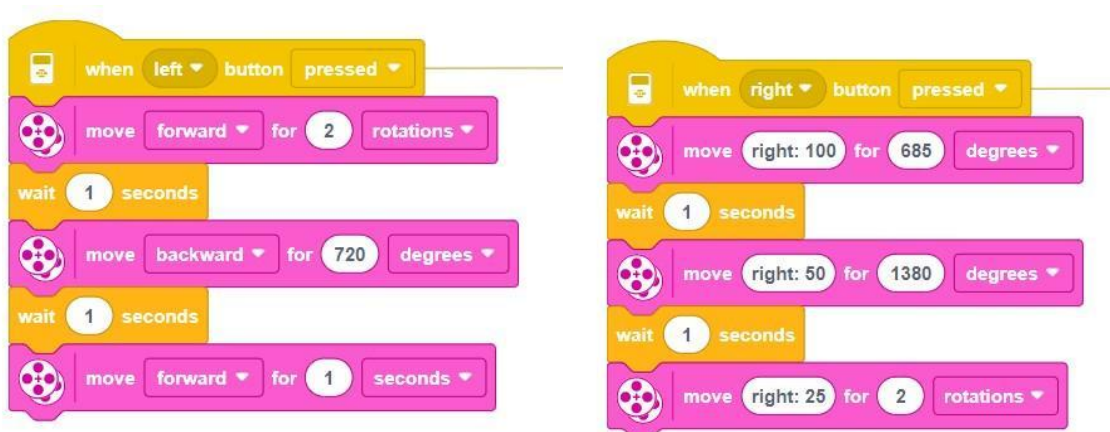 when left button pressed
move forward for 2 rotations
wait 1 seconds
move backward for 720 degrees
wait 1 seconds
move forward for 1 seconds
when right button pressed
move right: 100 for 685 degrees
wait 1 seconds
move right: 50 for 1380 degrees
wait 1 seconds
move right: 25 for 2 rotations